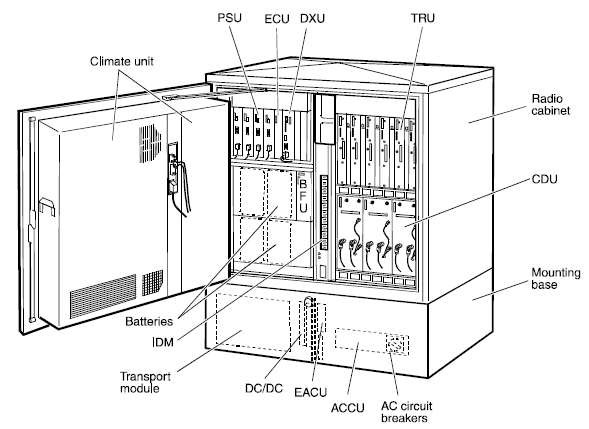 PSU
ECU
DXU
TRU
Climate unit
Radio
cabinet
BFU
CDU
Mounting
base
Batteries
IDM
Transport
module
DC/DC
EACU
ACCU
AC circuit
breakers